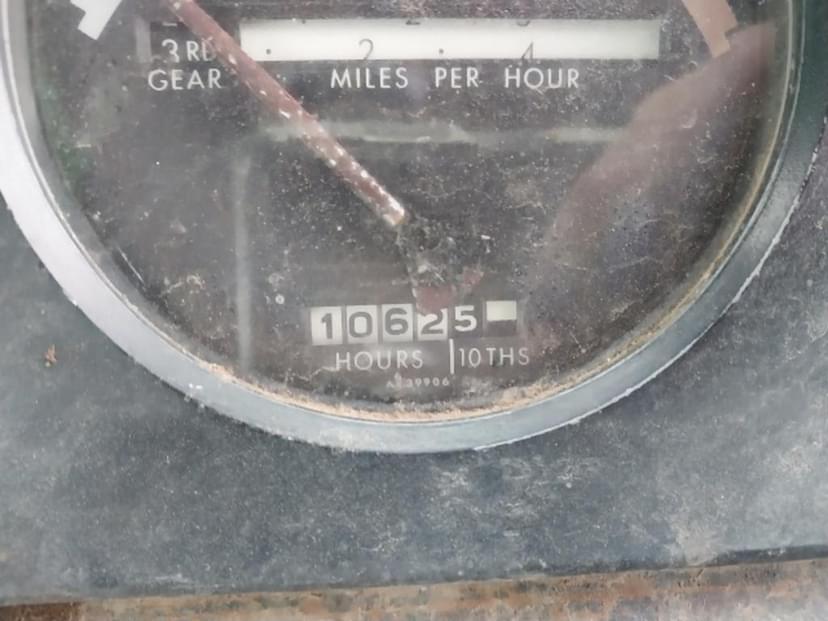 3RD · 2 · 4
GEAR MILES PER HOUR
10625
HOURS | 10THS